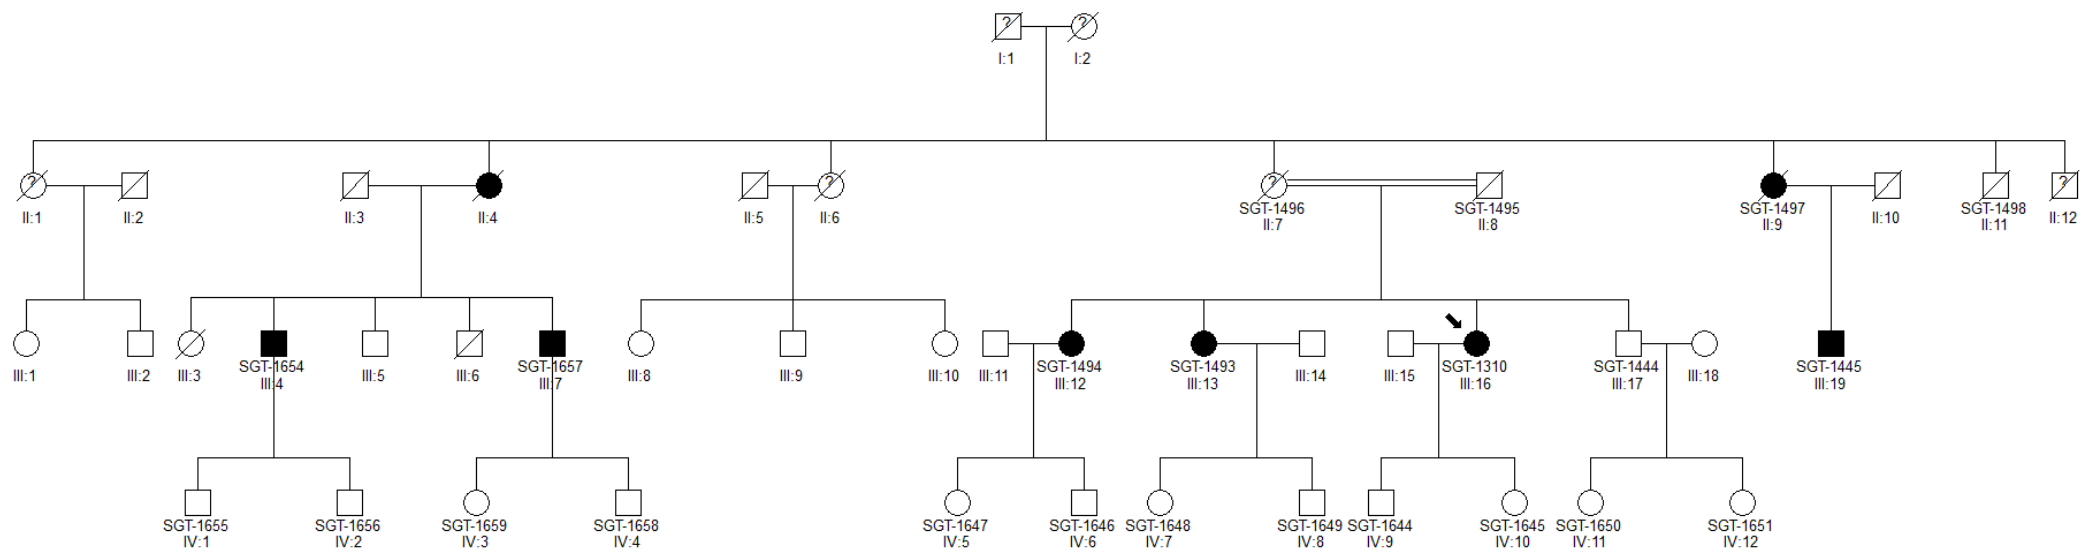 ? ?
I:1 I:2
? ? ? ?
II:1 II:2 II:3 II:4 II:5 II:6 SGT-1496 SGT-1495 SGT-1497 II:10 SGT-1498 II:12
II:7 II:8 II:9 II:11
III:1 III:2 III:3 SGT-1654 III:5 III:6 SGT-1657 III:8 III:9 III:10 III:11 SGT-1494 SGT-1493 III:14 III:15 SGT-1310 SGT-1444 III:18 SGT-1445
III:4 III:7 III:12 III:13 III:16 III:17 III:19
SGT-1655 SGT-1656 SGT-1659 SGT-1658 SGT-1647 SGT-1646 SGT-1648 SGT-1649 SGT-1644 SGT-1645 SGT-1650 SGT-1651
IV:1 IV:2 IV:3 IV:4 IV:5 IV:6 IV:7 IV:8 IV:9 IV:10 IV:11 IV:12